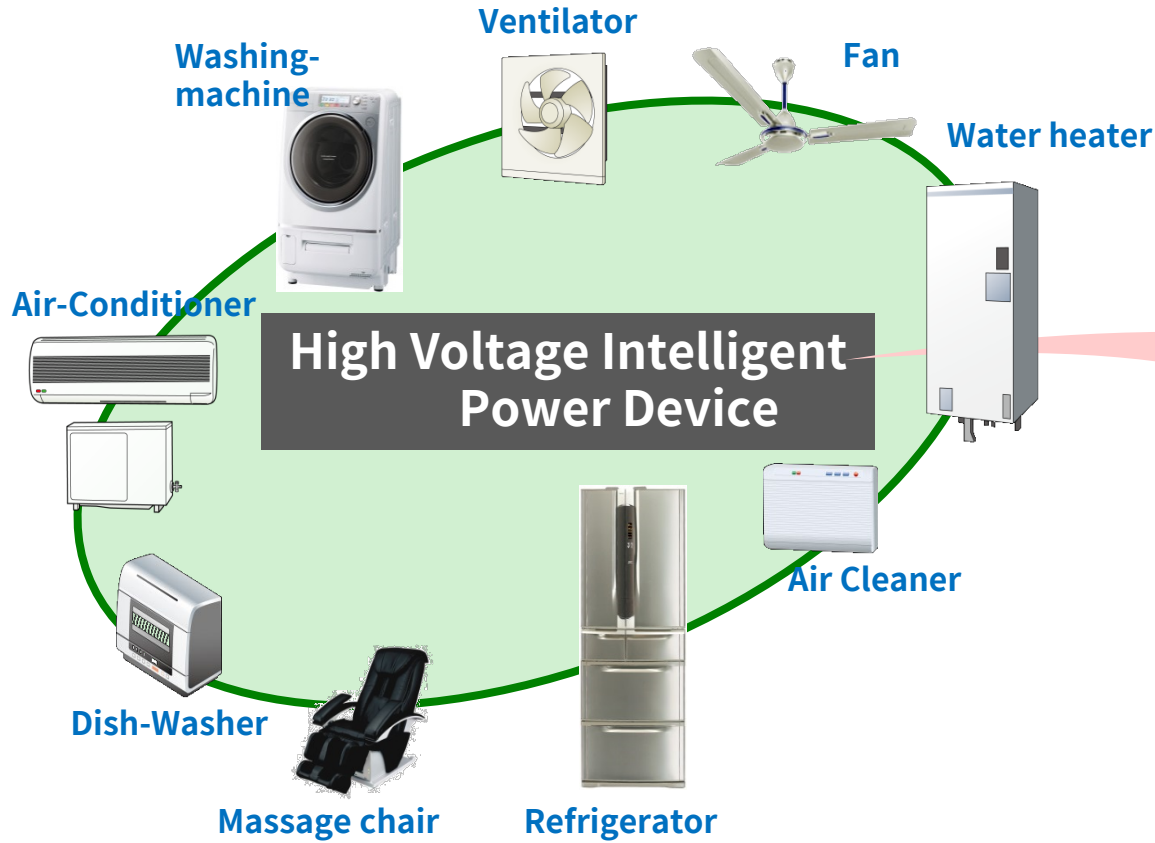 Ventilator
Washing-
machine
Fan
Water heater
Air-Conditioner
High Voltage Intelligent
Power Device
Air Cleaner
Dish-Washer
Massage chair
Refrigerator